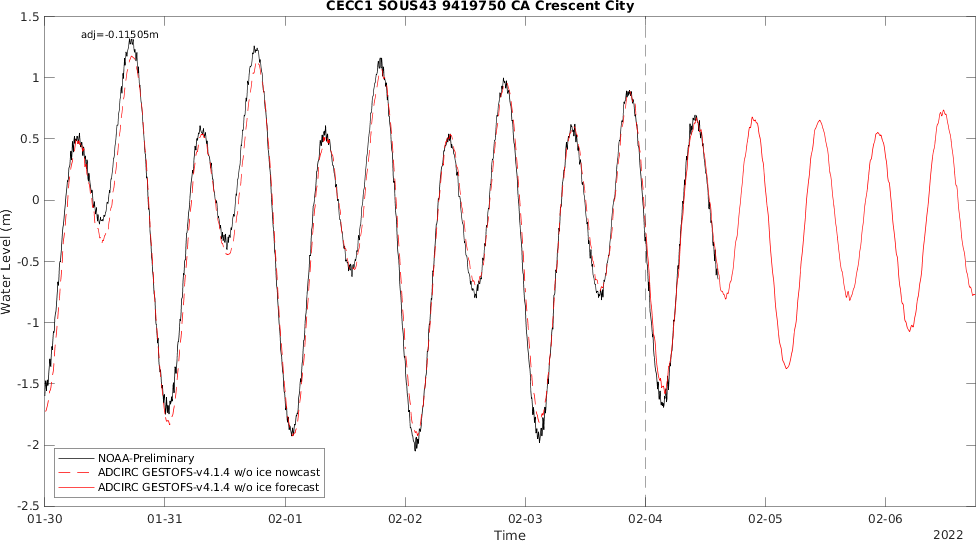 CECC1 SOUS43 9419750 CA Crescent City
adj=-0.11505m
1.5
1
0.5
0
-0.5
-1
-1.5
-2
-2.5
Water Level (m)
NOAA-Preliminary
ADCIRC GESTOFS-v4.1.4 w/o ice nowcast
ADCIRC GESTOFS-v4.1.4 w/o ice forecast
01-30 01-31 02-01 02-02 02-03 02-04 02-05 02-06
Time
2022